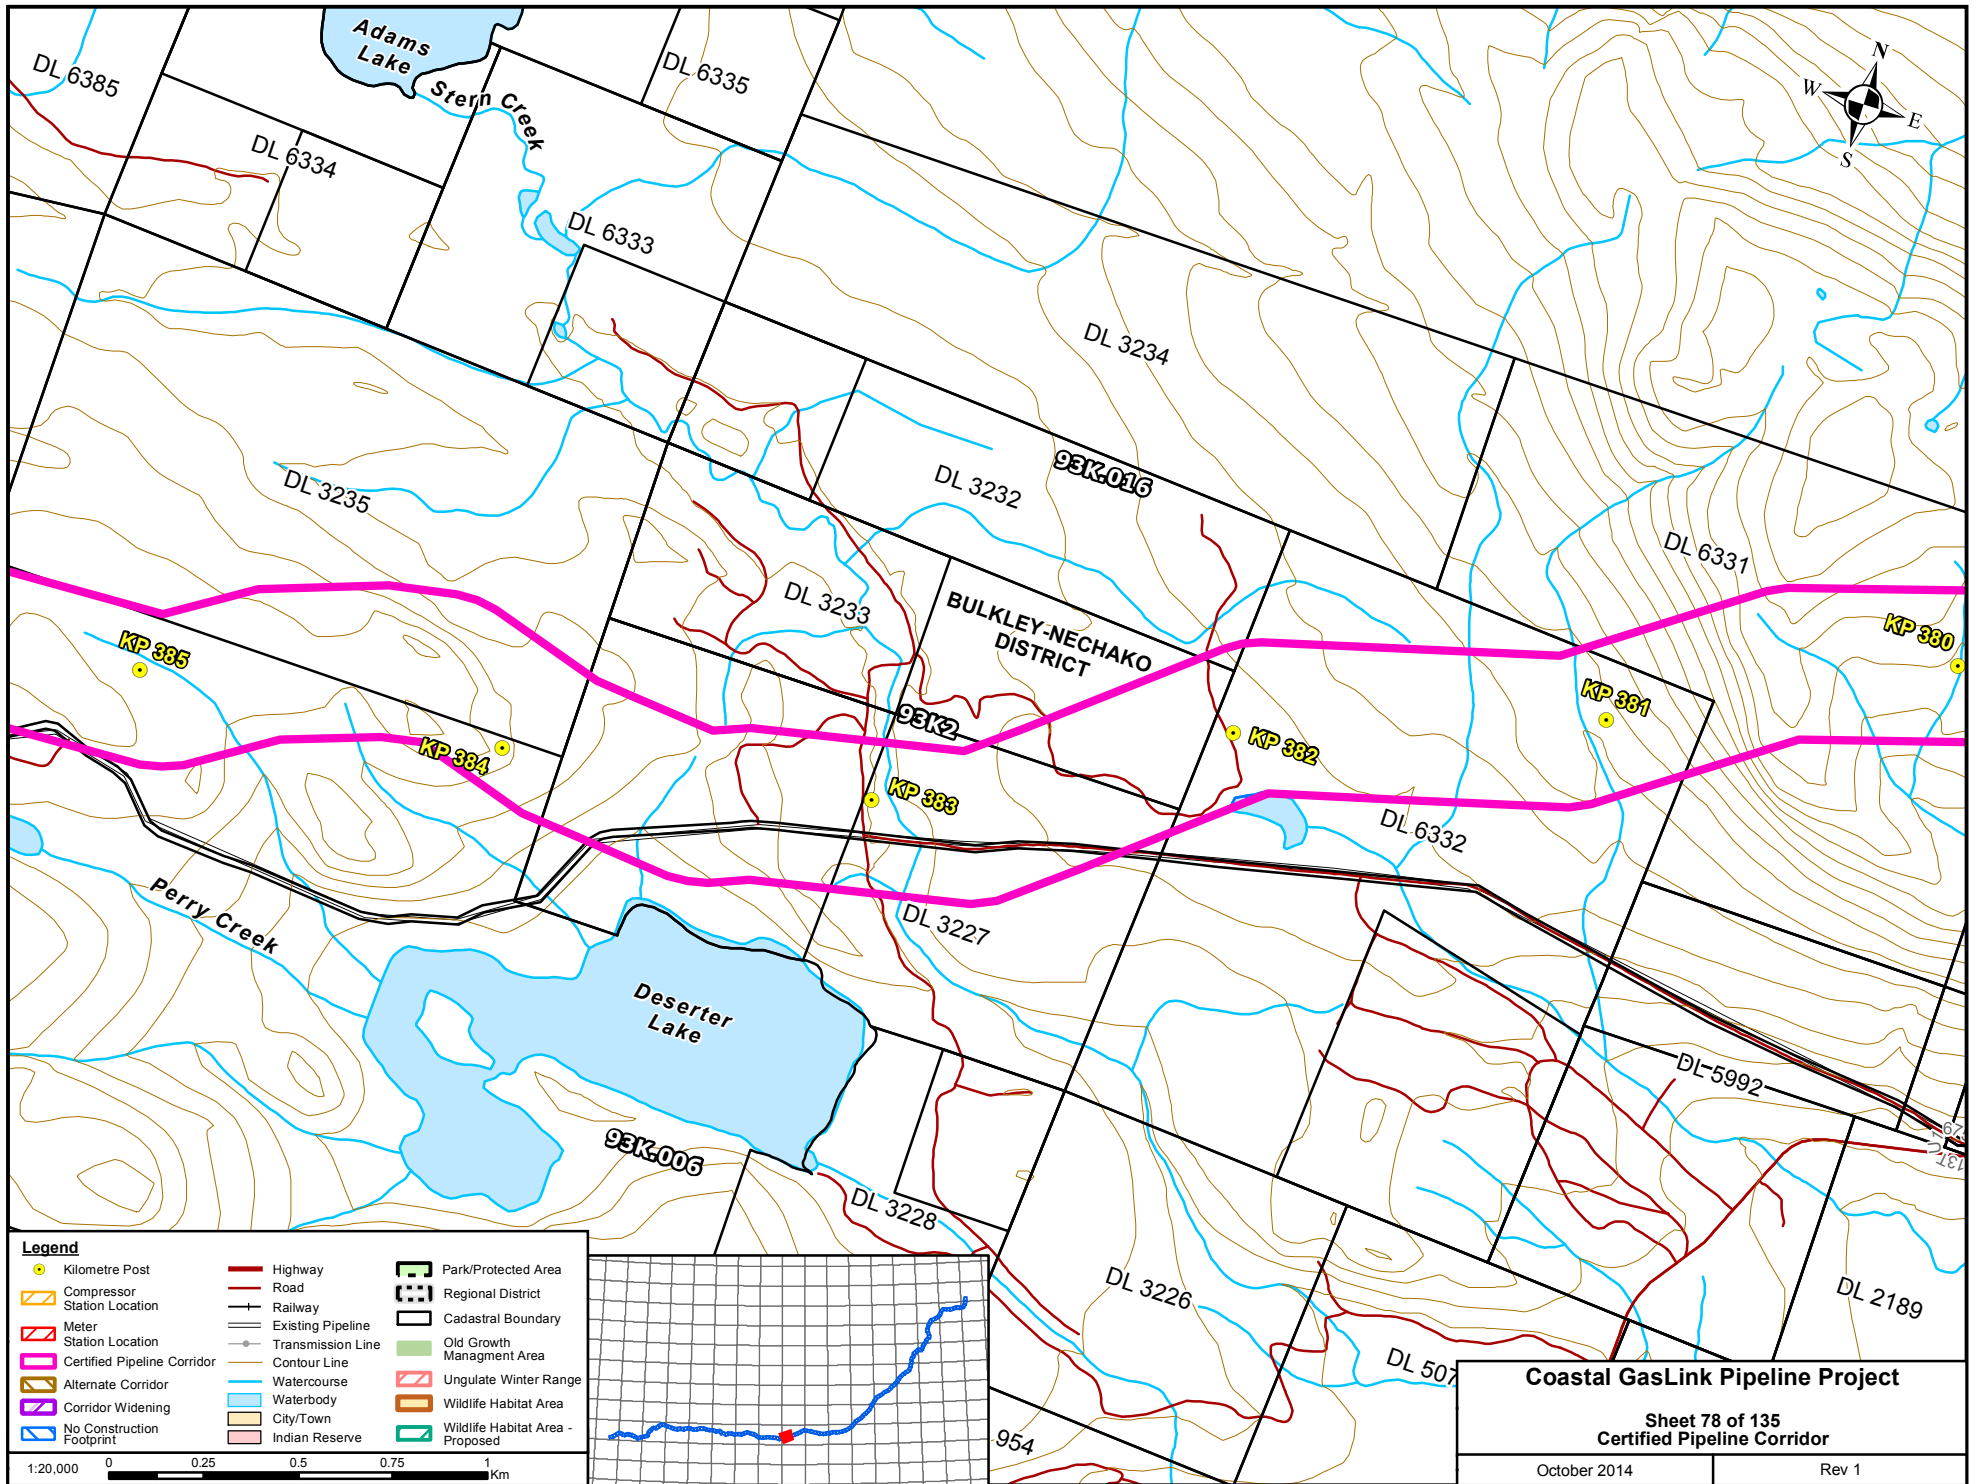 Adams
Lake
Stern Creek
DL 6385
DL 6335
DL 6334
DL 6333
N
W
E
S
DL 3234
DL 3235
DL 3232
93K.016
DL 6331
DL 3233
BULKLEY-NECHAKO
DISTRICT
KP 385
KP 380
KP 381
93K2
KP 384
KP 382
KP 383
DL 6332
Perry Creek
DL 3227
Deserter
Lake
DL 5992
93K.006
DL 3228
DL 3226
DL 2189
DL 507
954
Legend
Kilometre Post
Compressor
Station Location
Meter
Station Location
Certified Pipeline Corridor
Alternate Corridor
Corridor Widening
No Construction
Footprint
Highway
Road
Railway
Existing Pipeline
Transmission Line
Contour Line
Watercourse
Waterbody
City/Town
Indian Reserve
Park/Protected Area
Regional District
Cadastral Boundary
Old Growth
Managment Area
Ungulate Winter Range
Wildlife Habitat Area
Wildlife Habitat Area -
Proposed
1:20,000
0 0.25 0.5 0.75 1
Km
Coastal GasLink Pipeline Project
Sheet 78 of 135
Certified Pipeline Corridor
October 2014
Rev 1